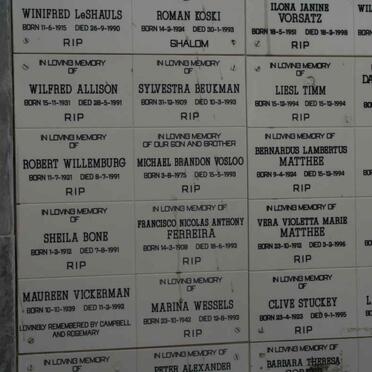 WINIFRED LeSHAULS
BORN 11-6-1915 DIED 26-9-1990
RIP
ROMAN KOSKI
BORN 14-2-1924 DIED 30-1-1993
SHALOM
ILONA JANINE
VORSATZ
BORN 18-5-1951 DIED 18-2-1998
RIP
IN LOVING MEMORY
OF
WILFRED ALLISON
BORN 15-11-1931 DIED 28-5-1991
RIP
IN LOVING MEMORY
OF
SYLVESTRA BEUKMAN
BORN 31-12-1909 DIED 10-3-1993
RIP
IN LOVING MEMORY
OF
LIESL TIMM
BORN 15-12-1994 DIED 15-12-1994
RIP
IN LOVING MEMORY
OF
ROBERT WILLEMBURG
BORN 11-7-1921 DIED 8-7-1991
RIP
IN LOVING MEMORY
OF OUR SON AND BROTHER
MICHAEL BRANDON VOSLOO
BORN 3-8-1975 DIED 15-5-1993
RIP
IN LOVING MEMORY OF
BERNARDUS LAMBERTUS
MATTHEE
BORN 9-4-1924 DIED 15-12-1994
RIP
IN LOVING MEMORY
OF
SHEILA BONE
BORN 1-3-1912 DIED 7-8-1991
RIP
IN LOVING MEMORY OF
FRANCISCO NICOLAS ANTHONY
FERREIRA
BORN 14-3-1908 DIED 18-6-1993
RIP
IN LOVING MEMORY OF
VERA VIOLETTA MARIE
MATTHEE
BORN 23-10-1912 DIED 3-2-1996
RIP
IN LOVING MEMORY
OF
MAUREEN VICKERMAN
BORN 10-10-1939 DIED 11-2-1992
LOVINGLY REMEMBERED BY CAMPBELL
AND ROSEMARY
IN LOVING MEMORY
OF
MARINA WESSELS
BORN 23-10-1942 DIED 12-8-1993
RIP
IN LOVING MEMORY
OF
CLIVE STUCKEY
BORN 23-4-1923 DIED 9-1-1995
RIP
IN LOVING MEMORY
OF
IN LOVING MEMORY OF
PETER ALEXANDER
IN LOVING MEMORY OF
BARBARA THERESA